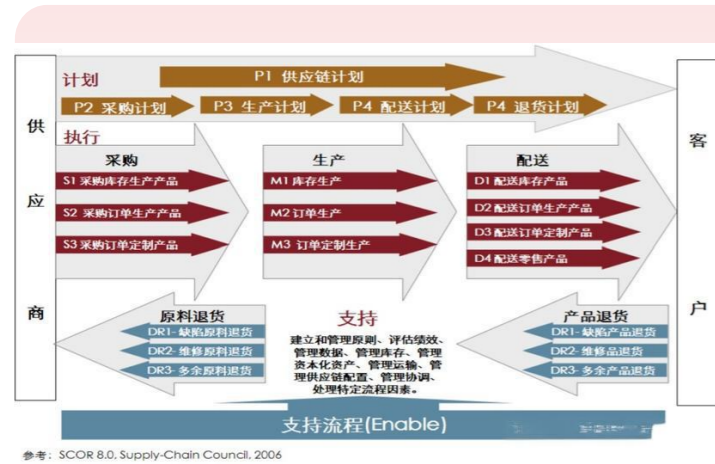 计划
P1 供应链计划
P2 采购计划
P3 生产计划
P4 配送计划
P4 退货计划
供应商
客户
执行
采购
生产
配送
S1 采购库存生产产品
M1 库存生产
D1 配送库存产品
S2 采购订单生产产品
M2 订单生产
D2 配送订单生产产品
S3 采购订单定制产品
M3 订单定制生产
D3 配送订单定制产品
D4 配送零售产品
原料退货
支持
产品退货
DR1-缺陷原料退货
DR2-维修原料退货
DR3-多余原料退货
建立和管理原则、评估绩效、
管理数据、管理库存、管理
资本化资产、管理运输、管
理供应链配置、管理协调、
处理特定流程因素。
DR1-缺陷产品退货
DR2-维修品退货
DR3-多余产品退货
支持流程(Enable)
参考：SCOR 8.0, Supply-Chain Council, 2006